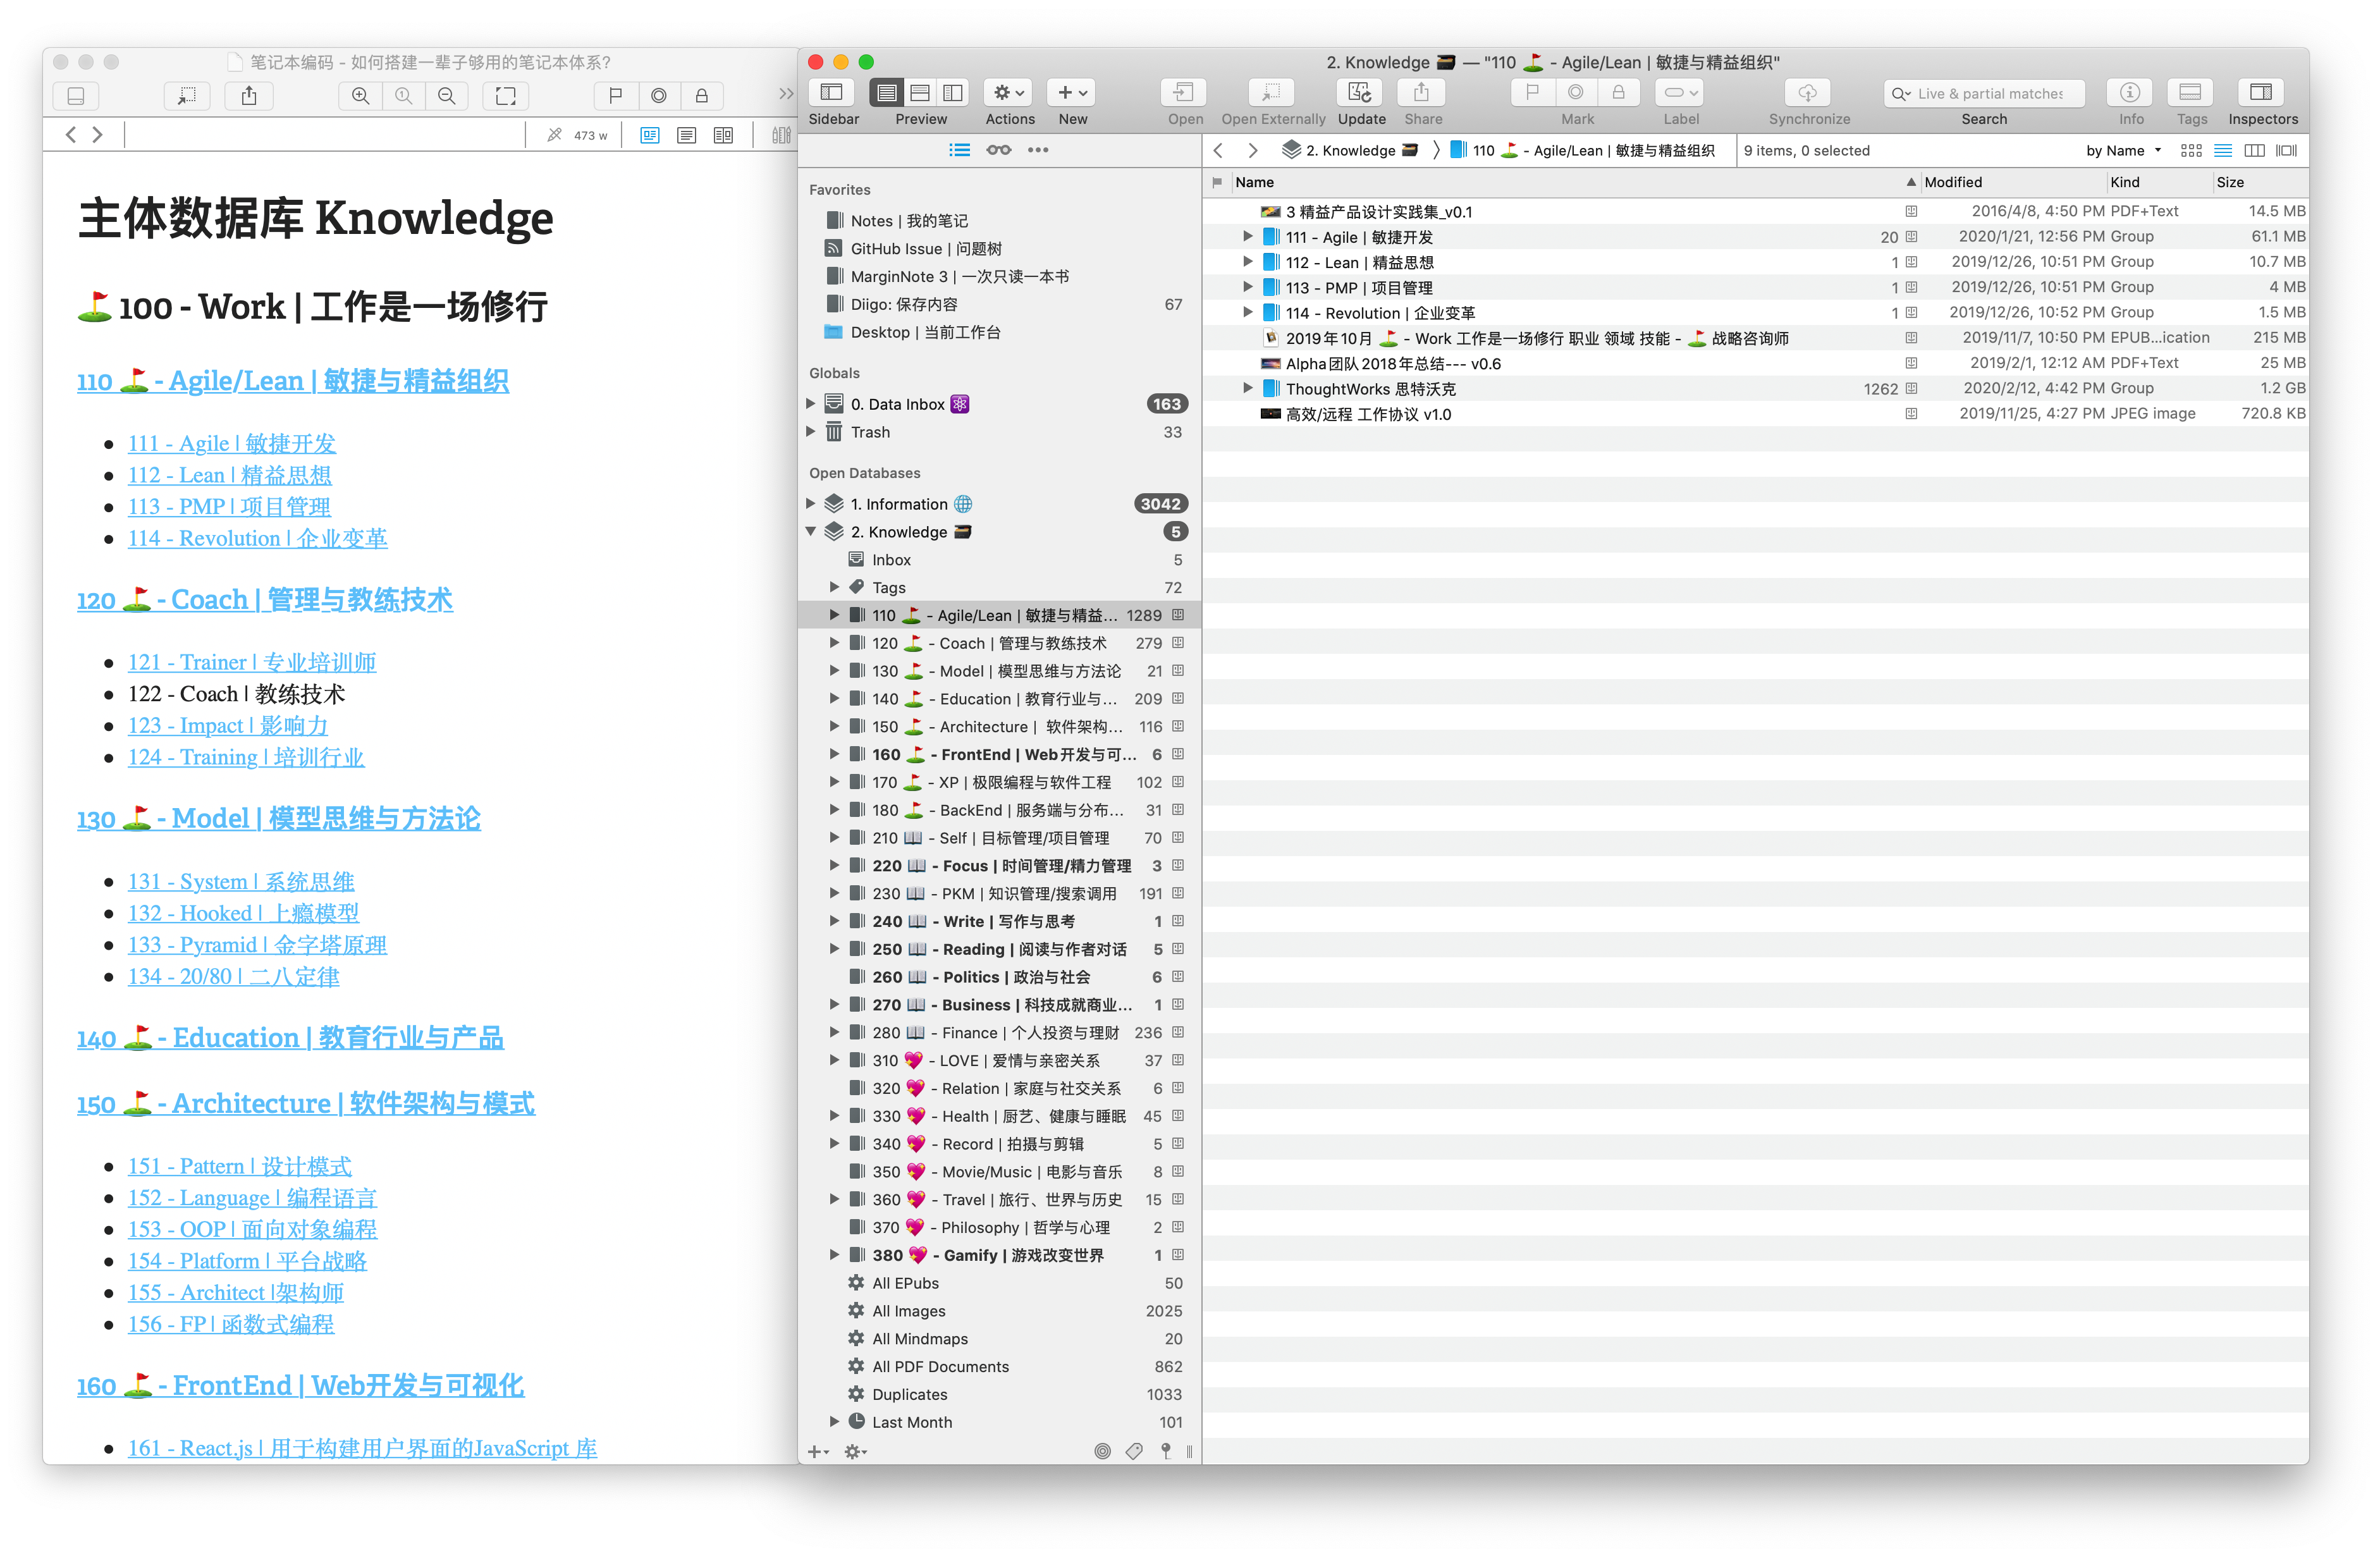 笔记本编码 - 如何搭建一辈子够用的笔记本体系?
473 w
主体数据库 Knowledge
⛳ 100 - Work | 工作是一场修行
110 ⛳ - Agile/Lean | 敏捷与精益组织
111 - Agile | 敏捷开发
112 - Lean | 精益思想
113 - PMP | 项目管理
114 - Revolution | 企业变革
120 ⛳ - Coach | 管理与教练技术
121 - Trainer | 专业培训师
122 - Coach | 教练技术
123 - Impact | 影响力
124 - Training | 培训行业
130 ⛳ - Model | 模型思维与方法论
131 - System | 系统思维
132 - Hooked | 上瘾模型
133 - Pyramid | 金字塔原理
134 - 20/80 | 二八定律
140 ⛳ - Education | 教育行业与产品
150 ⛳ - Architecture | 软件架构与模式
151 - Pattern | 设计模式
152 - Language | 编程语言
153 - OOP | 面向对象编程
154 - Platform | 平台战略
155 - Architect |架构师
156 - FP | 函数式编程
160 ⛳ - FrontEnd | Web开发与可视化
161 - React.js | 用于构建用户界面的JavaScript 库
2. Knowledge — "110 ⛳ - Agile/Lean | 敏捷与精益组织"
Live & partial matches
Sidebar Preview Actions New Open Open Externally Update Share Mark Label Synchronize Search Info Tags Inspectors
Favorites
Notes | 我的笔记
GitHub Issue | 问题树
MarginNote 3 | 一次只读一本书
Diigo: 保存内容 67
Desktop | 当前工作台
Globals
0. Data Inbox ⚛ 163
Trash 33
Open Databases
1. Information 🌐 3042
2. Knowledge 5
Inbox 5
Tags 72
110 ⛳ - Agile/Lean | 敏捷与精益... 1289
120 ⛳ - Coach | 管理与教练技术 279
130 ⛳ - Model | 模型思维与方法论 21
140 ⛳ - Education | 教育行业与... 209
150 ⛳ - Architecture | 软件架构... 116
160 ⛳ - FrontEnd | Web开发与可... 6
170 ⛳ - XP | 极限编程与软件工程 102
180 ⛳ - BackEnd | 服务端与分布... 31
210 📖 - Self | 目标管理/项目管理 70
220 📖 - Focus | 时间管理/精力管理 3
230 📖 - PKM | 知识管理/搜索调用 191
240 📖 - Write | 写作与思考 1
250 📖 - Reading | 阅读与作者对话 5
260 📖 - Politics | 政治与社会 6
270 📖 - Business | 科技成就商业... 1
280 📖 - Finance | 个人投资与理财 236
310 💖 - LOVE | 爱情与亲密关系 37
320 💖 - Relation | 家庭与社交关系 6
330 💖 - Health | 厨艺、健康与睡眠 45
340 💖 - Record | 拍摄与剪辑 5
350 💖 - Movie/Music | 电影与音乐 8
360 💖 - Travel | 旅行、世界与历史 15
370 💖 - Philosophy | 哲学与心理 2
380 💖 - Gamify | 游戏改变世界 1
All EPubs 50
All Images 2025
All Mindmaps 20
All PDF Documents 862
Duplicates 1033
Last Month 101
2. Knowledge 〉 110 ⛳ - Agile/Lean | 敏捷与精益组织 9 items, 0 selected by Name
Name Modified Kind Size
3 精益产品设计实践集_v0.1 2016/4/8, 4:50 PM PDF+Text 14.5 MB
111 - Agile | 敏捷开发 20 2020/1/21, 12:56 PM Group 61.1 MB
112 - Lean | 精益思想 1 2019/12/26, 10:51 PM Group 10.7 MB
113 - PMP | 项目管理 1 2019/12/26, 10:51 PM Group 4 MB
114 - Revolution | 企业变革 1 2019/12/26, 10:52 PM Group 1.5 MB
2019年10月 ⛳ - Work 工作是一场修行 职业 领域 技能 - ⛳ 战略咨询师 2019/11/7, 10:50 PM EPUB...ication 215 MB
Alpha团队2018年总结--- v0.6 2019/2/1, 12:12 AM PDF+Text 25 MB
ThoughtWorks 思特沃克 1262 2020/2/12, 4:42 PM Group 1.2 GB
高效/远程 工作协议 v1.0 2019/11/25, 4:27 PM JPEG image 720.8 KB